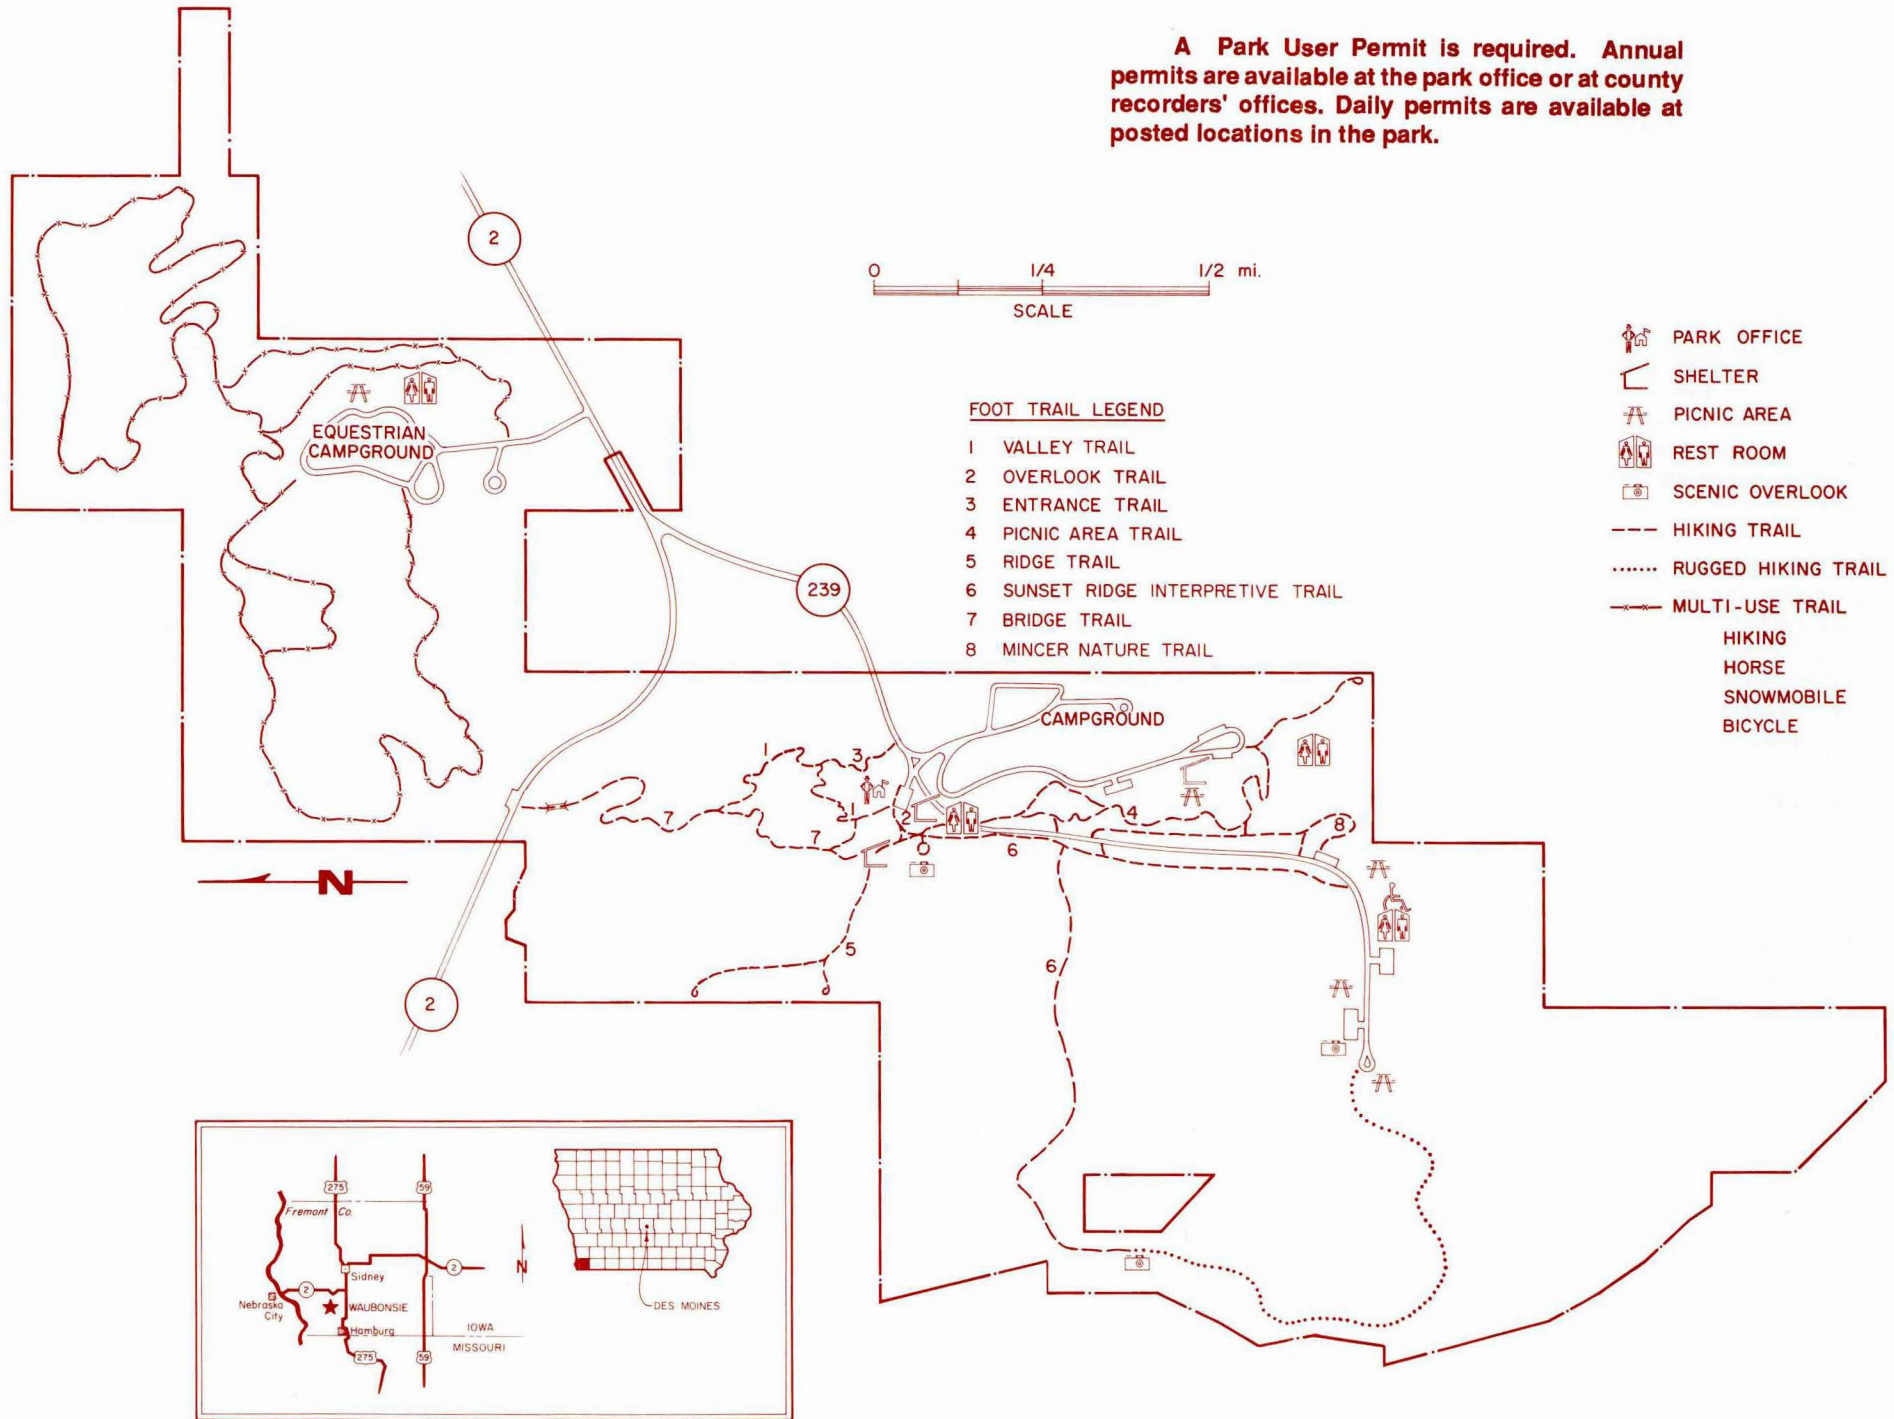 A Park User Permit is required. Annual
permits are available at the park office or at county
recorders' offices. Daily permits are available at
posted locations in the park.
2
0 1/4 1/2 mi.
SCALE
PARK OFFICE
SHELTER
PICNIC AREA
REST ROOM
SCENIC OVERLOOK
HIKING TRAIL
RUGGED HIKING TRAIL
MULTI-USE TRAIL
HIKING
HORSE
SNOWMOBILE
BICYCLE
FOOT TRAIL LEGEND
1 VALLEY TRAIL
2 OVERLOOK TRAIL
3 ENTRANCE TRAIL
4 PICNIC AREA TRAIL
5 RIDGE TRAIL
6 SUNSET RIDGE INTERPRETIVE TRAIL
7 BRIDGE TRAIL
8 MINCER NATURE TRAIL
EQUESTRIAN
CAMPGROUND
239
CAMPGROUND
1
3
1
2
4
7
7
6
8
5
6
N
2
275
59
Fremont Co.
N
2
Sidney
2
Nebraska
City
WAUBONSIE
Hamburg
IOWA
MISSOURI
275
59
DES MOINES